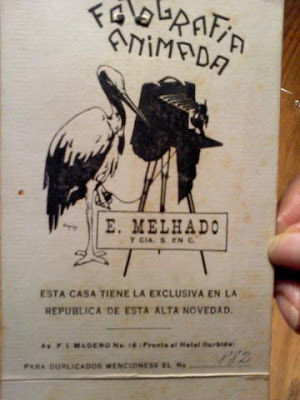 FOTOGRAFIA
ANIMADA
E. MELHADO
Y CIA. S. EN C.
ESTA CASA TIENE LA EXCLUSIVA EN LA
REPUBLICA DE ESTA ALTA NOVEDAD.
Av. F. I. MADERO No. 16 (Frente al Hotel Iturbide)
PARA DUPLICADOS MENCIONESE EL No 882